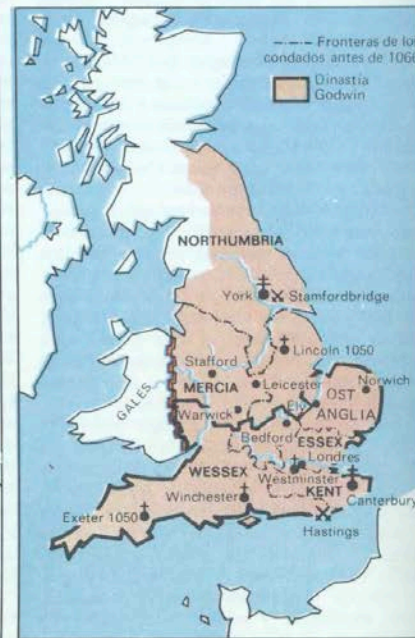 Fronteras de los
condados antes de 1066
Dinastía
Godwin
NORTHUMBRIA
York
Stamfordbridge
Lincoln 1050
Stafford
MERCIA
Leicester
Norwich
OST
ANGLIA
GALES
Warwick
Ely
Bedford
ESSEX
WESSEX
Londres
Westminster
Winchester
KENT
Canterbury
Exeter 1050
Hastings